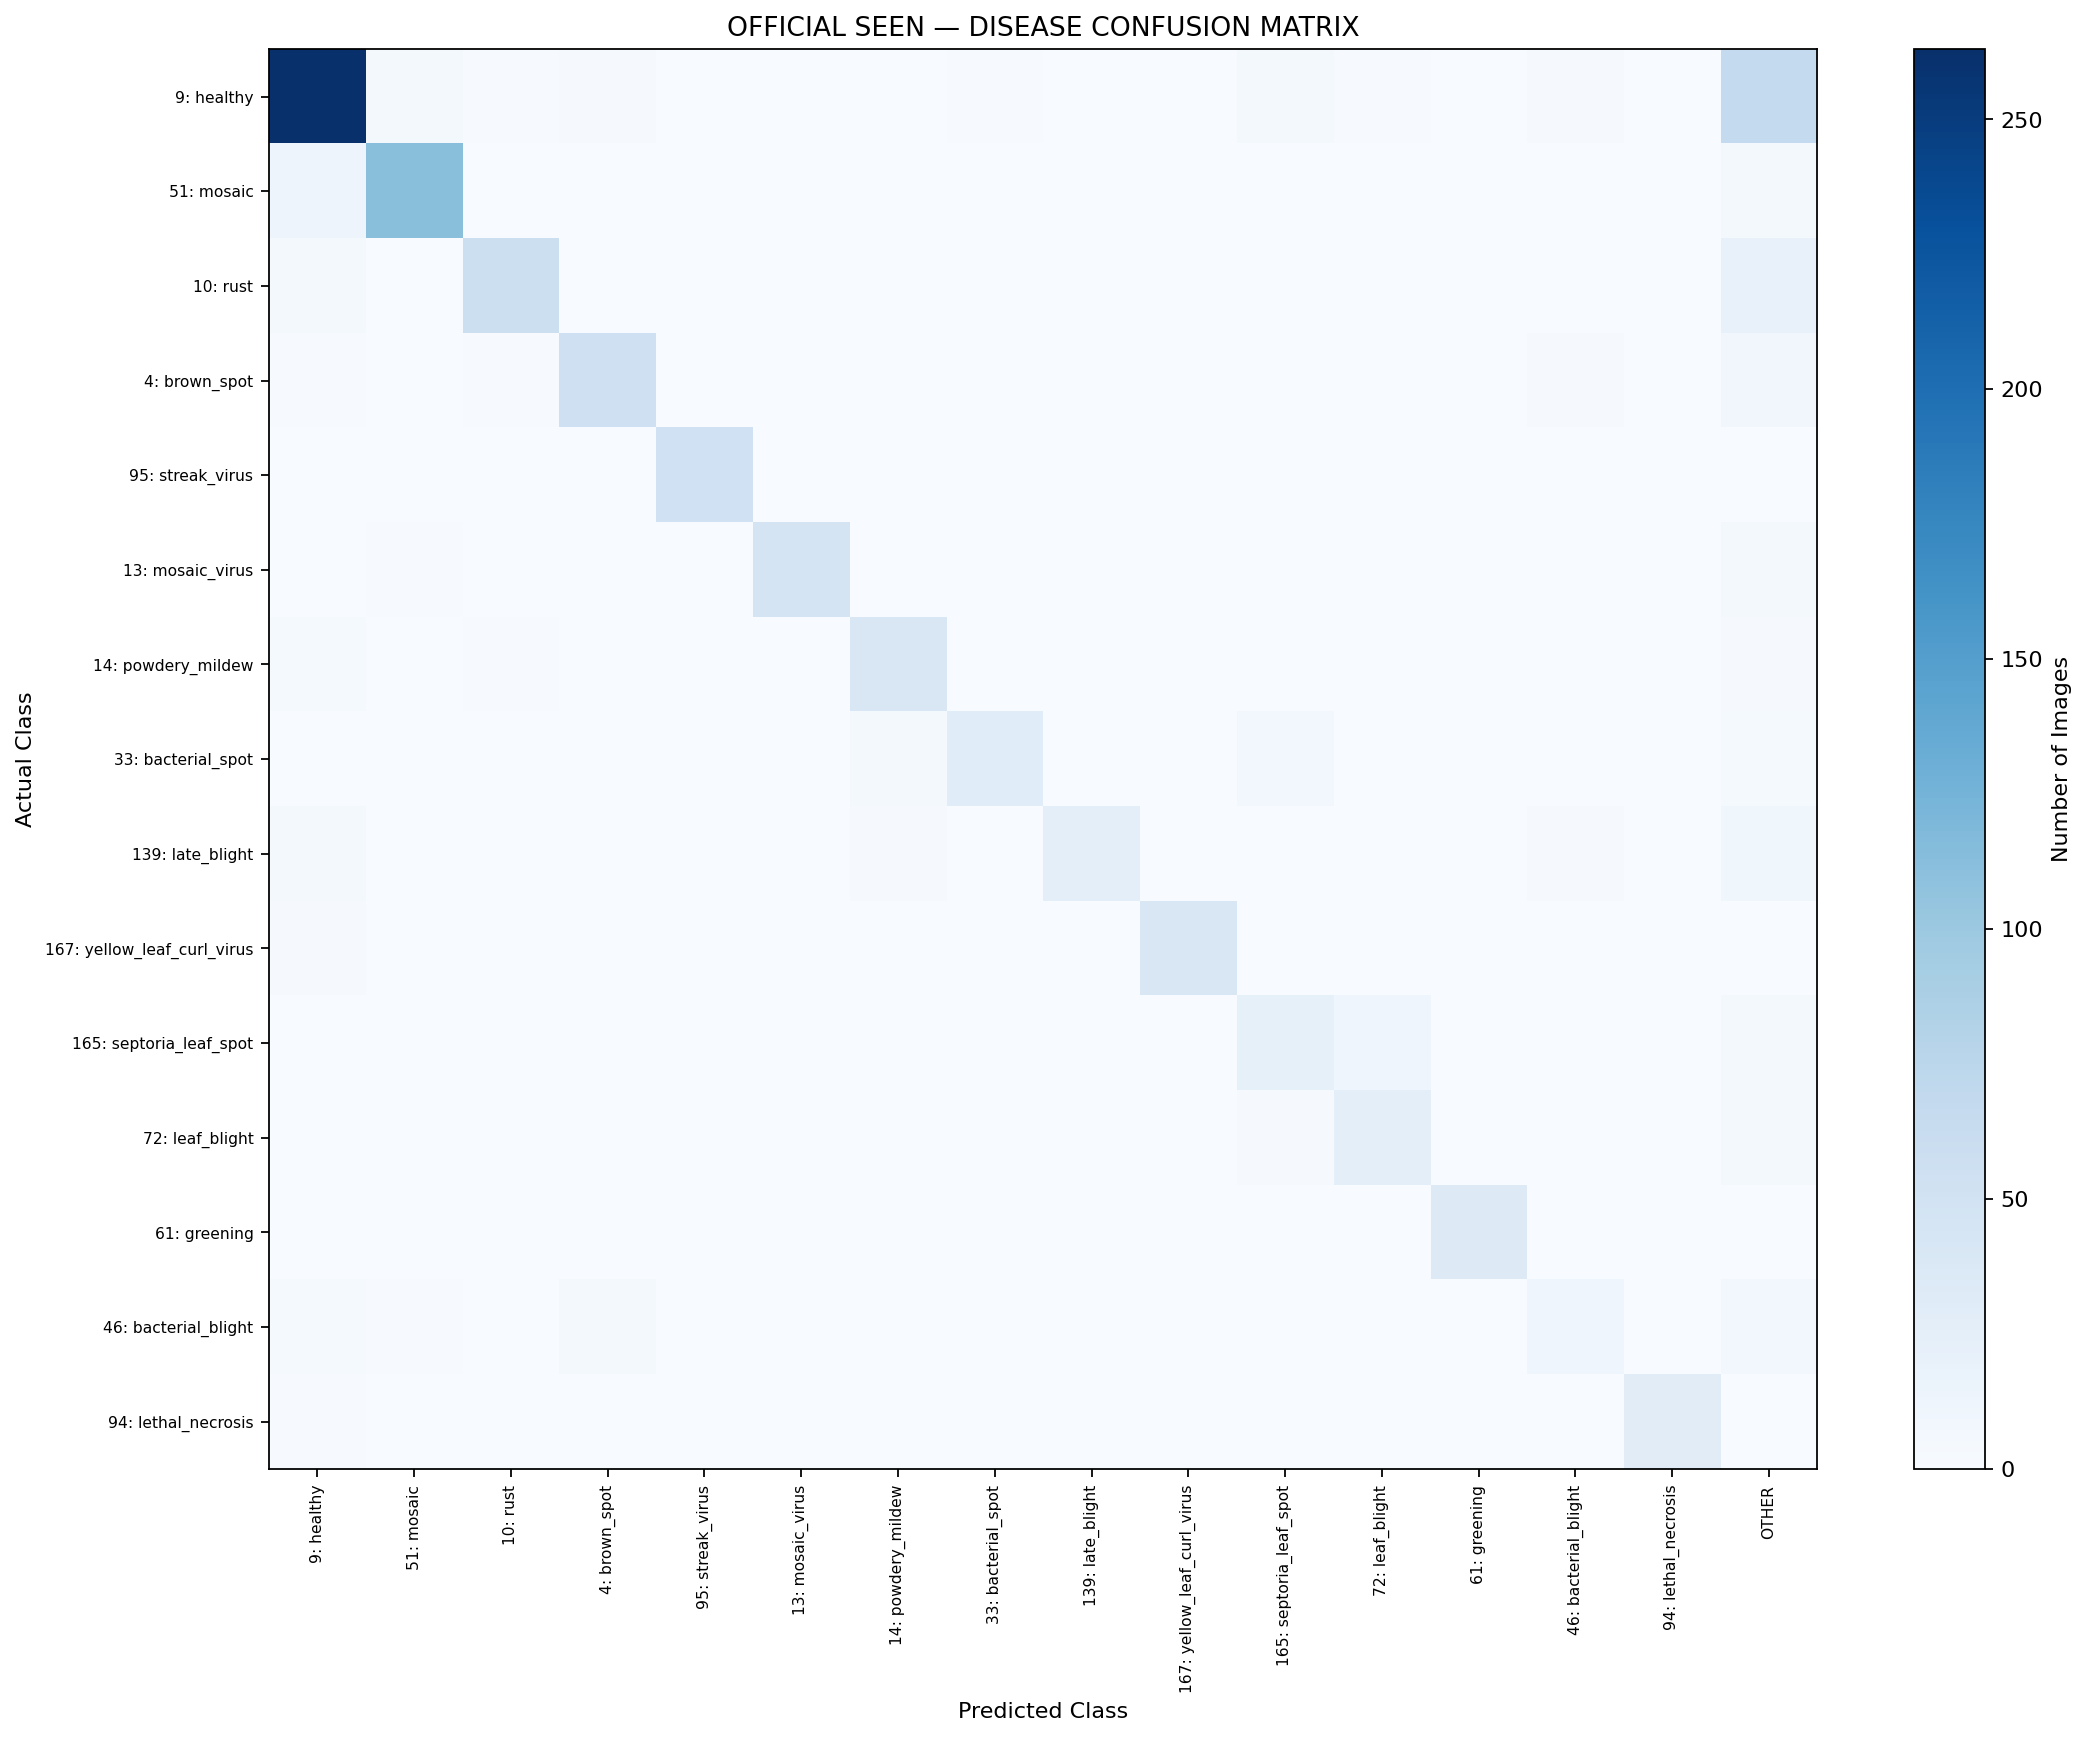 OFFICIAL SEEN — DISEASE CONFUSION MATRIX
Actual Class
9: healthy
51: mosaic
10: rust
4: brown_spot
95: streak_virus
13: mosaic_virus
14: powdery_mildew
33: bacterial_spot
139: late_blight
167: yellow_leaf_curl_virus
165: septoria_leaf_spot
72: leaf_blight
61: greening
46: bacterial_blight
94: lethal_necrosis
9: healthy
51: mosaic
10: rust
4: brown_spot
95: streak_virus
13: mosaic_virus
14: powdery_mildew
33: bacterial_spot
139: late_blight
167: yellow_leaf_curl_virus
165: septoria_leaf_spot
72: leaf_blight
61: greening
46: bacterial_blight
94: lethal_necrosis
OTHER
Predicted Class
250
200
150
100
50
0
Number of Images